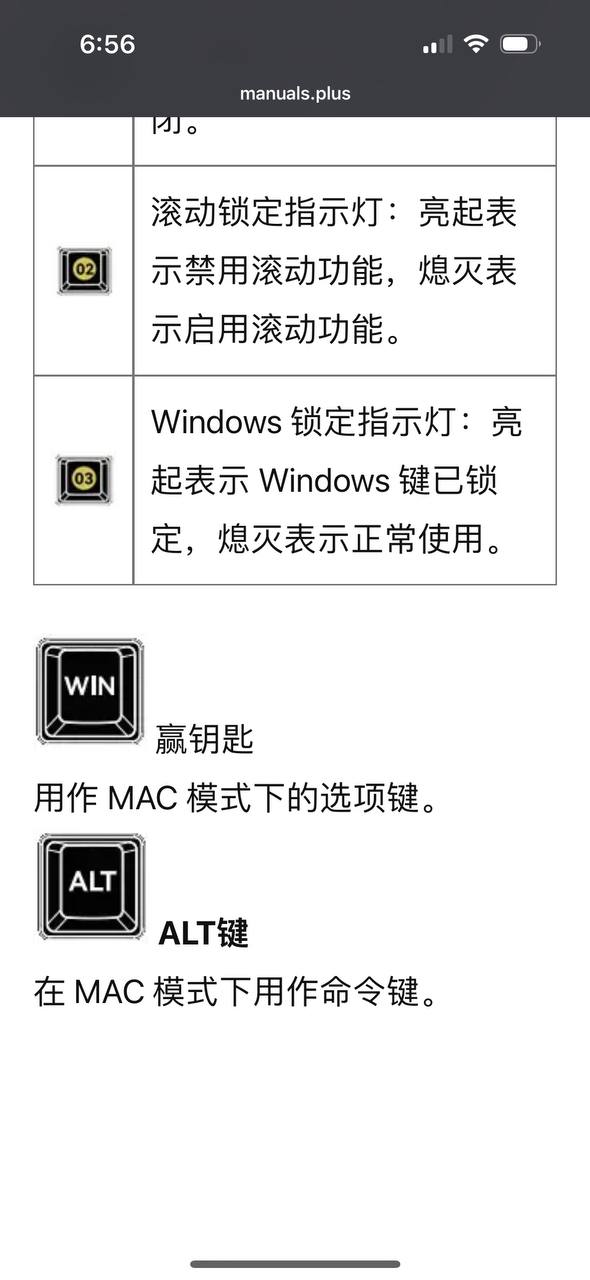 6:56
manuals.plus
闭。
02
滚动锁定指示灯：亮起表
示禁用滚动功能，熄灭表
示启用滚动功能。
03
Windows 锁定指示灯：亮
起表示 Windows 键已锁
定，熄灭表示正常使用。
WIN
赢钥匙
用作 MAC 模式下的选项键。
ALT
ALT键
在 MAC 模式下用作命令键。